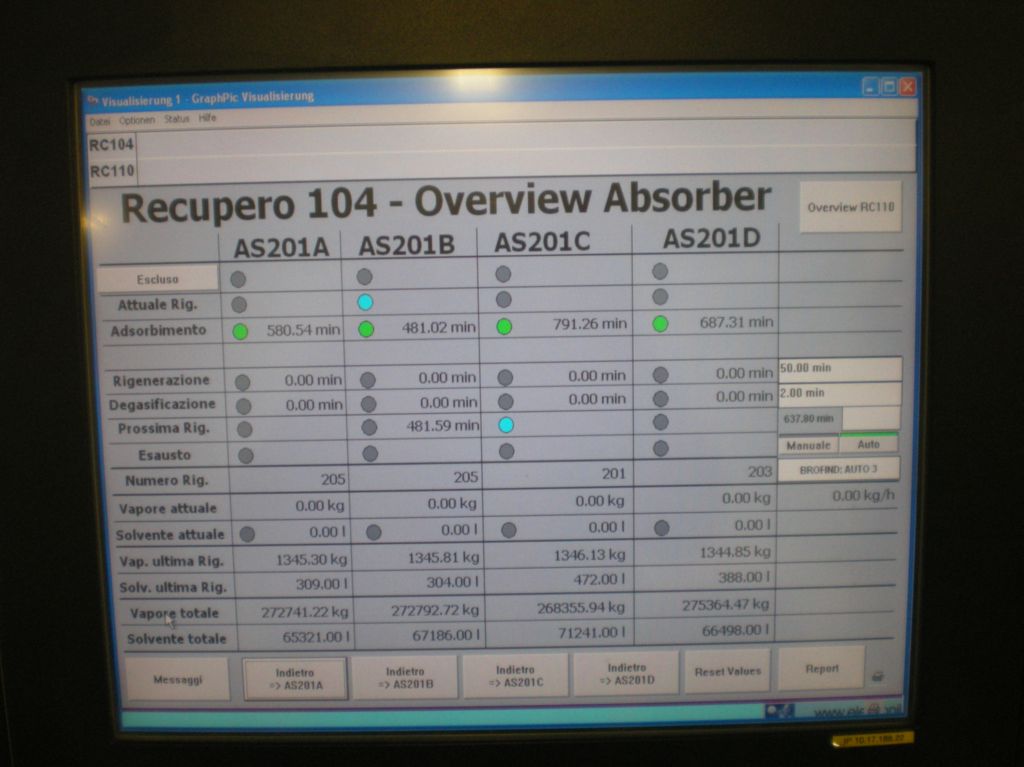 Visualisierung 1 - GraphPic Visualisierung
Datei Optionen Status Hilfe
RC104
RC110
Recupero 104 - Overview Absorber
Overview RC110
AS201A AS201B AS201C AS201D
Escluso
Attuale Rig.
Adsorbimento 580.54 min 481.02 min 791.26 min 687.31 min
Rigenerazione 0.00 min 0.00 min 0.00 min 0.00 min 50.00 min
Degasificazione 0.00 min 0.00 min 0.00 min 0.00 min 2.00 min
Prossima Rig. 481.59 min 637.80 min
Esausto Manuale Auto
Numero Rig. 205 205 201 203 BROFIND: AUTO 3
Vapore attuale 0.00 kg 0.00 kg 0.00 kg 0.00 kg 0.00 kg/h
Solvente attuale 0.00 l 0.00 l 0.00 l 0.00 l
Vap. ultima Rig. 1345.30 kg 1345.81 kg 1346.13 kg 1344.85 kg
Solv. ultima Rig. 309.00 l 304.00 l 472.00 l 388.00 l
Vapore totale 272741.22 kg 272792.72 kg 268355.94 kg 275364.47 kg
Solvente totale 65321.00 l 67186.00 l 71241.00 l 66498.00 l
Messaggi
Indietro
=> AS201A
Indietro
=> AS201B
Indietro
=> AS201C
Indietro
=> AS201D
Reset Values
Report
IP 10.17.186.22